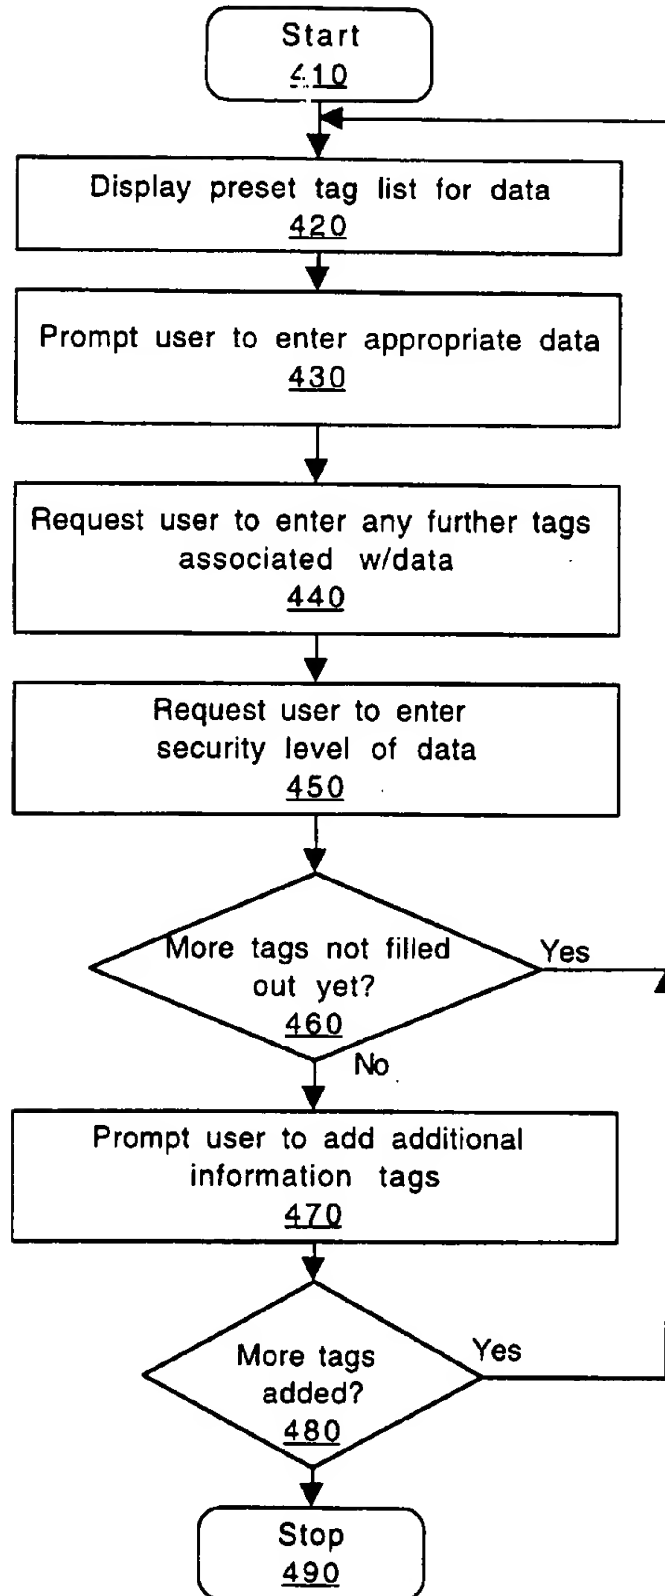 Start
410
Display preset tag list for data
420
Prompt user to enter appropriate data
430
Request user to enter any further tags
associated w/data
440
Request user to enter
security level of data
450
More tags not filled
out yet?
460
Yes
No
Prompt user to add additional
information tags
470
More tags
added?
480
Yes
Stop
490